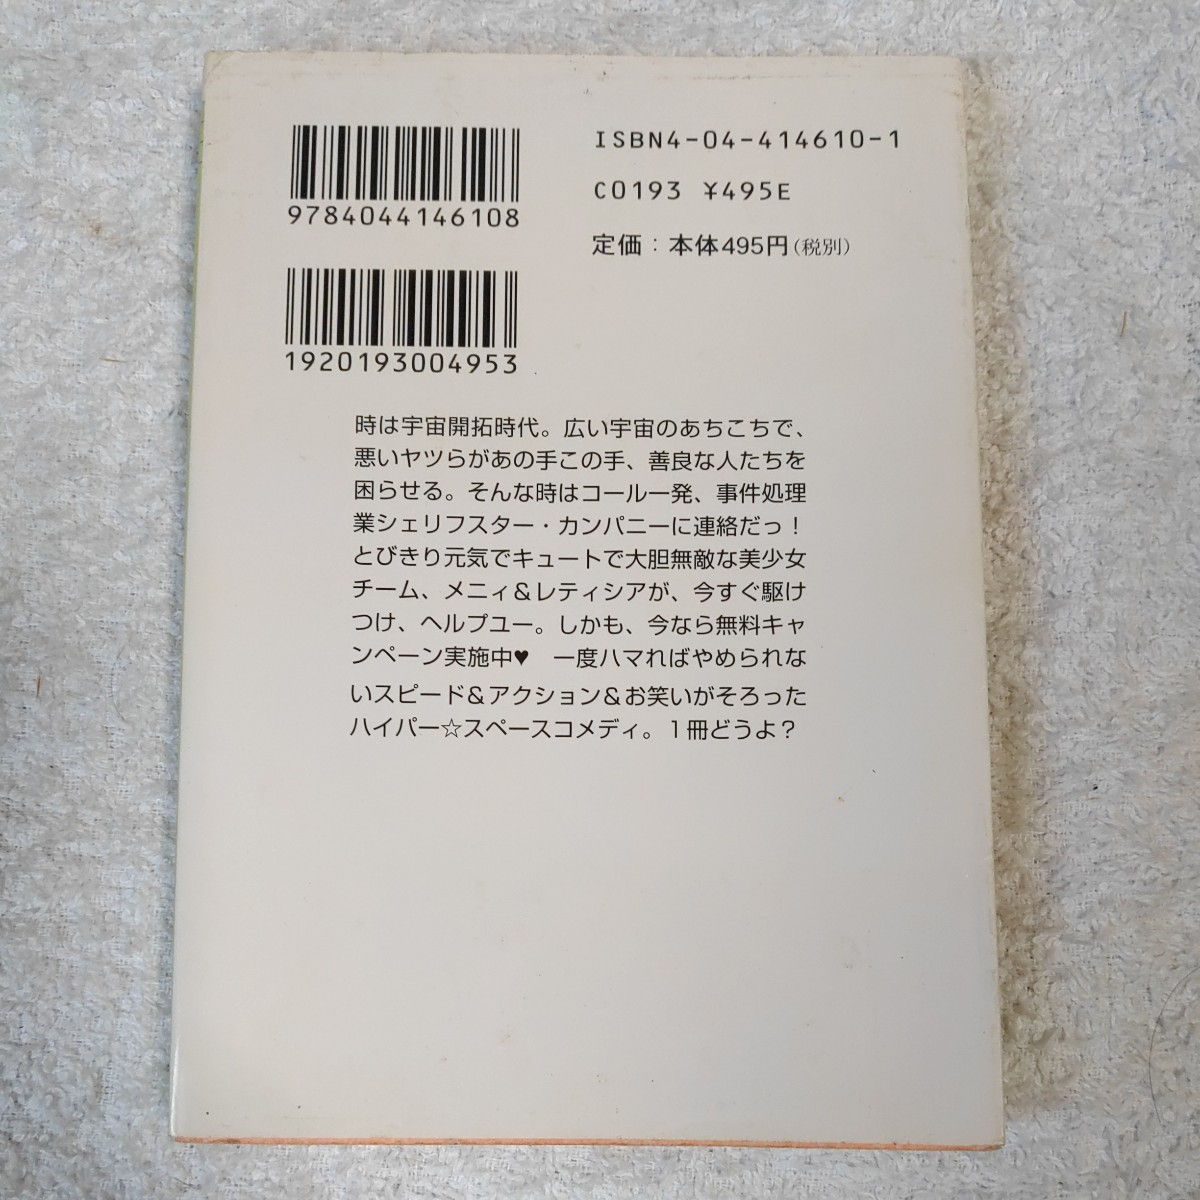 9784044146108
ISBN4-04-414610-1
C0193 ¥495E
定価：本体495円（税別）
1920193004953
時は宇宙開拓時代。広い宇宙のあちこちで、
悪いヤツらがあの手この手、善良な人たちを
困らせる。そんな時はコール一発、事件処理
業シェリフスター・カンパニーに連絡だっ！
とびきり元気でキュートで大胆無敵な美少女
チーム、メニィ＆レティシアが、今すぐ駆け
つけ、ヘルプユー。しかも、今なら無料キャ
ンペーン実施中♥　一度ハマればやめられな
いスピード＆アクション＆お笑いがそろった
ハイパー☆スペースコメディ。１冊どうよ？